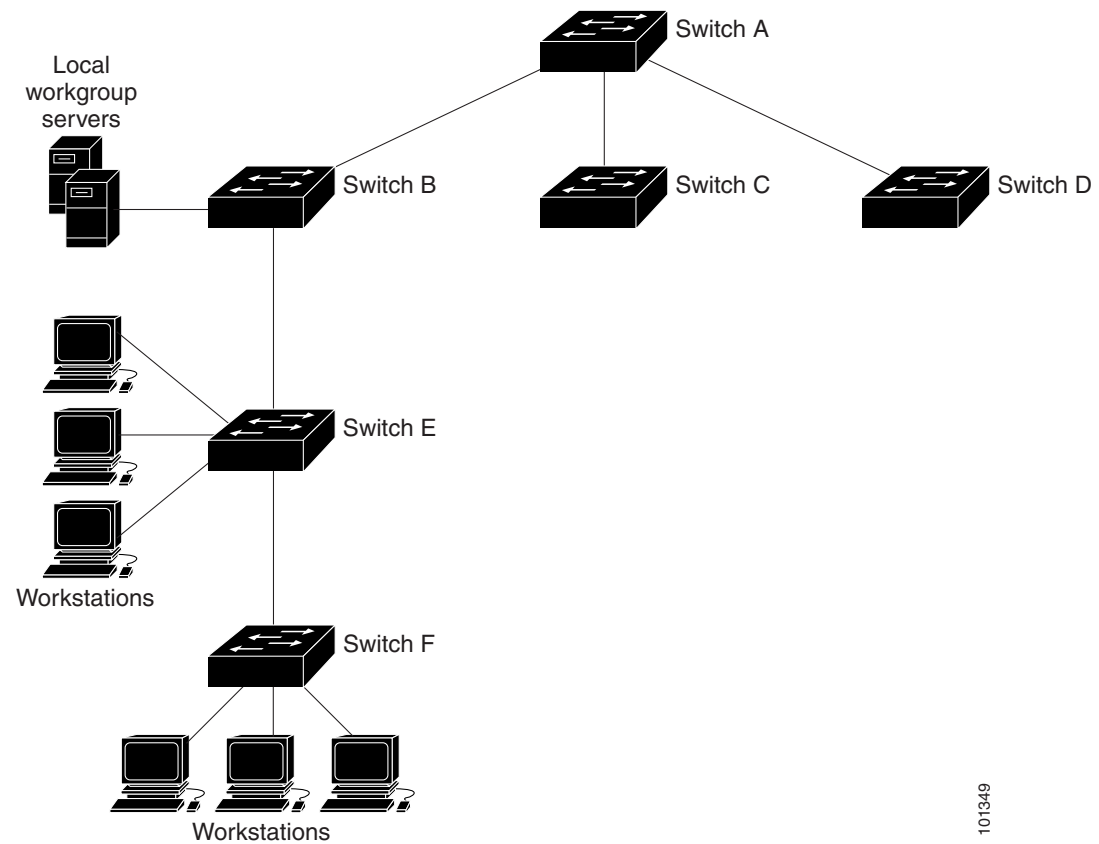 Switch A
Local
workgroup
servers
Switch B
Switch C
Switch D
Switch E
Workstations
Switch F
Workstations
101349